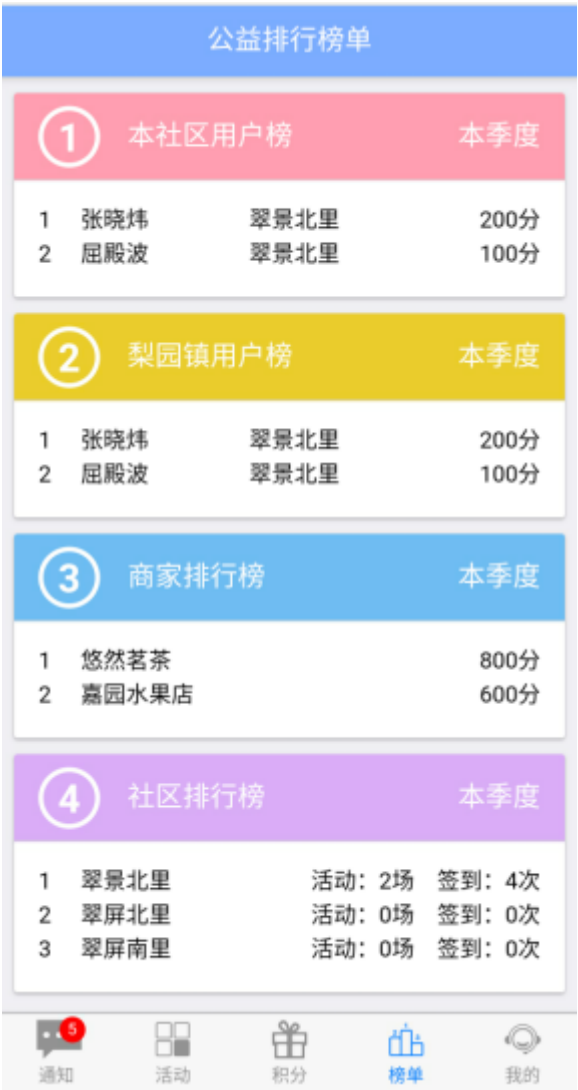 公益排行榜单
1 本社区用户榜 本季度
1 张晓炜 翠景北里 200分
2 屈殿波 翠景北里 100分
2 梨园镇用户榜 本季度
1 张晓炜 翠景北里 200分
2 屈殿波 翠景北里 100分
3 商家排行榜 本季度
1 悠然茗茶 800分
2 嘉园水果店 600分
4 社区排行榜 本季度
1 翠景北里 活动：2场 签到：4次
2 翠屏北里 活动：0场 签到：0次
3 翠屏南里 活动：0场 签到：0次
5
通知 活动 积分 榜单 我的